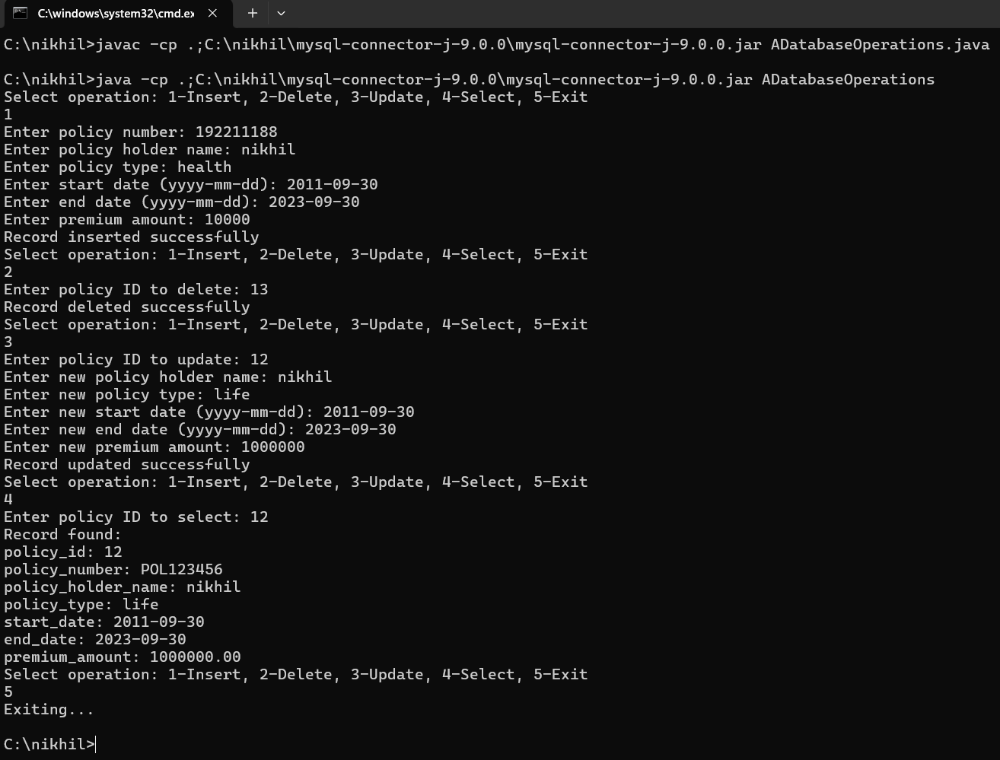 C:\windows\system32\cmd.ex
C:\nikhil>javac -cp .;C:\nikhil\mysql-connector-j-9.0.0\mysql-connector-j-9.0.0.jar ADatabaseOperations.java
C:\nikhil>java -cp .;C:\nikhil\mysql-connector-j-9.0.0\mysql-connector-j-9.0.0.jar ADatabaseOperations
Select operation: 1-Insert, 2-Delete, 3-Update, 4-Select, 5-Exit
1
Enter policy number: 192211188
Enter policy holder name: nikhil
Enter policy type: health
Enter start date (yyyy-mm-dd): 2011-09-30
Enter end date (yyyy-mm-dd): 2023-09-30
Enter premium amount: 10000
Record inserted successfully
Select operation: 1-Insert, 2-Delete, 3-Update, 4-Select, 5-Exit
2
Enter policy ID to delete: 13
Record deleted successfully
Select operation: 1-Insert, 2-Delete, 3-Update, 4-Select, 5-Exit
3
Enter policy ID to update: 12
Enter new policy holder name: nikhil
Enter new policy type: life
Enter new start date (yyyy-mm-dd): 2011-09-30
Enter new end date (yyyy-mm-dd): 2023-09-30
Enter new premium amount: 1000000
Record updated successfully
Select operation: 1-Insert, 2-Delete, 3-Update, 4-Select, 5-Exit
4
Enter policy ID to select: 12
Record found:
policy_id: 12
policy_number: POL123456
policy_holder_name: nikhil
policy_type: life
start_date: 2011-09-30
end_date: 2023-09-30
premium_amount: 1000000.00
Select operation: 1-Insert, 2-Delete, 3-Update, 4-Select, 5-Exit
5
Exiting...
C:\nikhil>